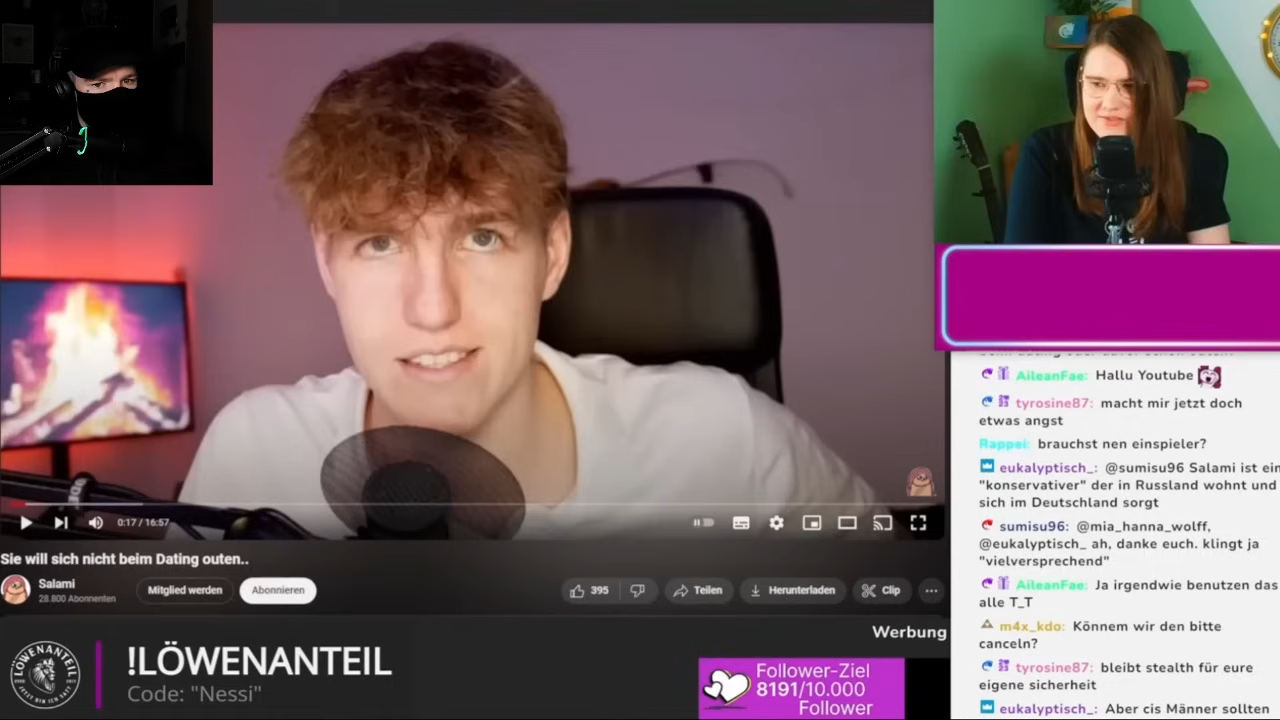 0:17 / 16:57
Sie will sich nicht beim Dating outen..
Salami
28.800 Abonnenten
Mitglied werden
Abonnieren
395
Teilen
Herunterladen
Clip
Werbung
LÖWENANTEIL
!LÖWENANTEIL
Code: "Nessi"
Follower-Ziel
8191/10.000
Follower
AileanFae: Hallu Youtube
tyrosine87: macht mir jetzt doch
etwas angst
Rappei: brauchst nen einspieler?
eukalyptisch_: @sumisu96 Salami ist ein
"konservativer" der in Russland wohnt und
sich im Deutschland sorgt
sumisu96: @mia_hanna_wolff,
@eukalyptisch_ ah, danke euch. klingt ja
"vielversprechend"
AileanFae: Ja irgendwie benutzen das
alle T_T
m4x_kdo: Könnem wir den bitte
canceln?
tyrosine87: bleibt stealth für eure
eigene sicherheit
eukalyptisch_: Aber cis Männer sollten